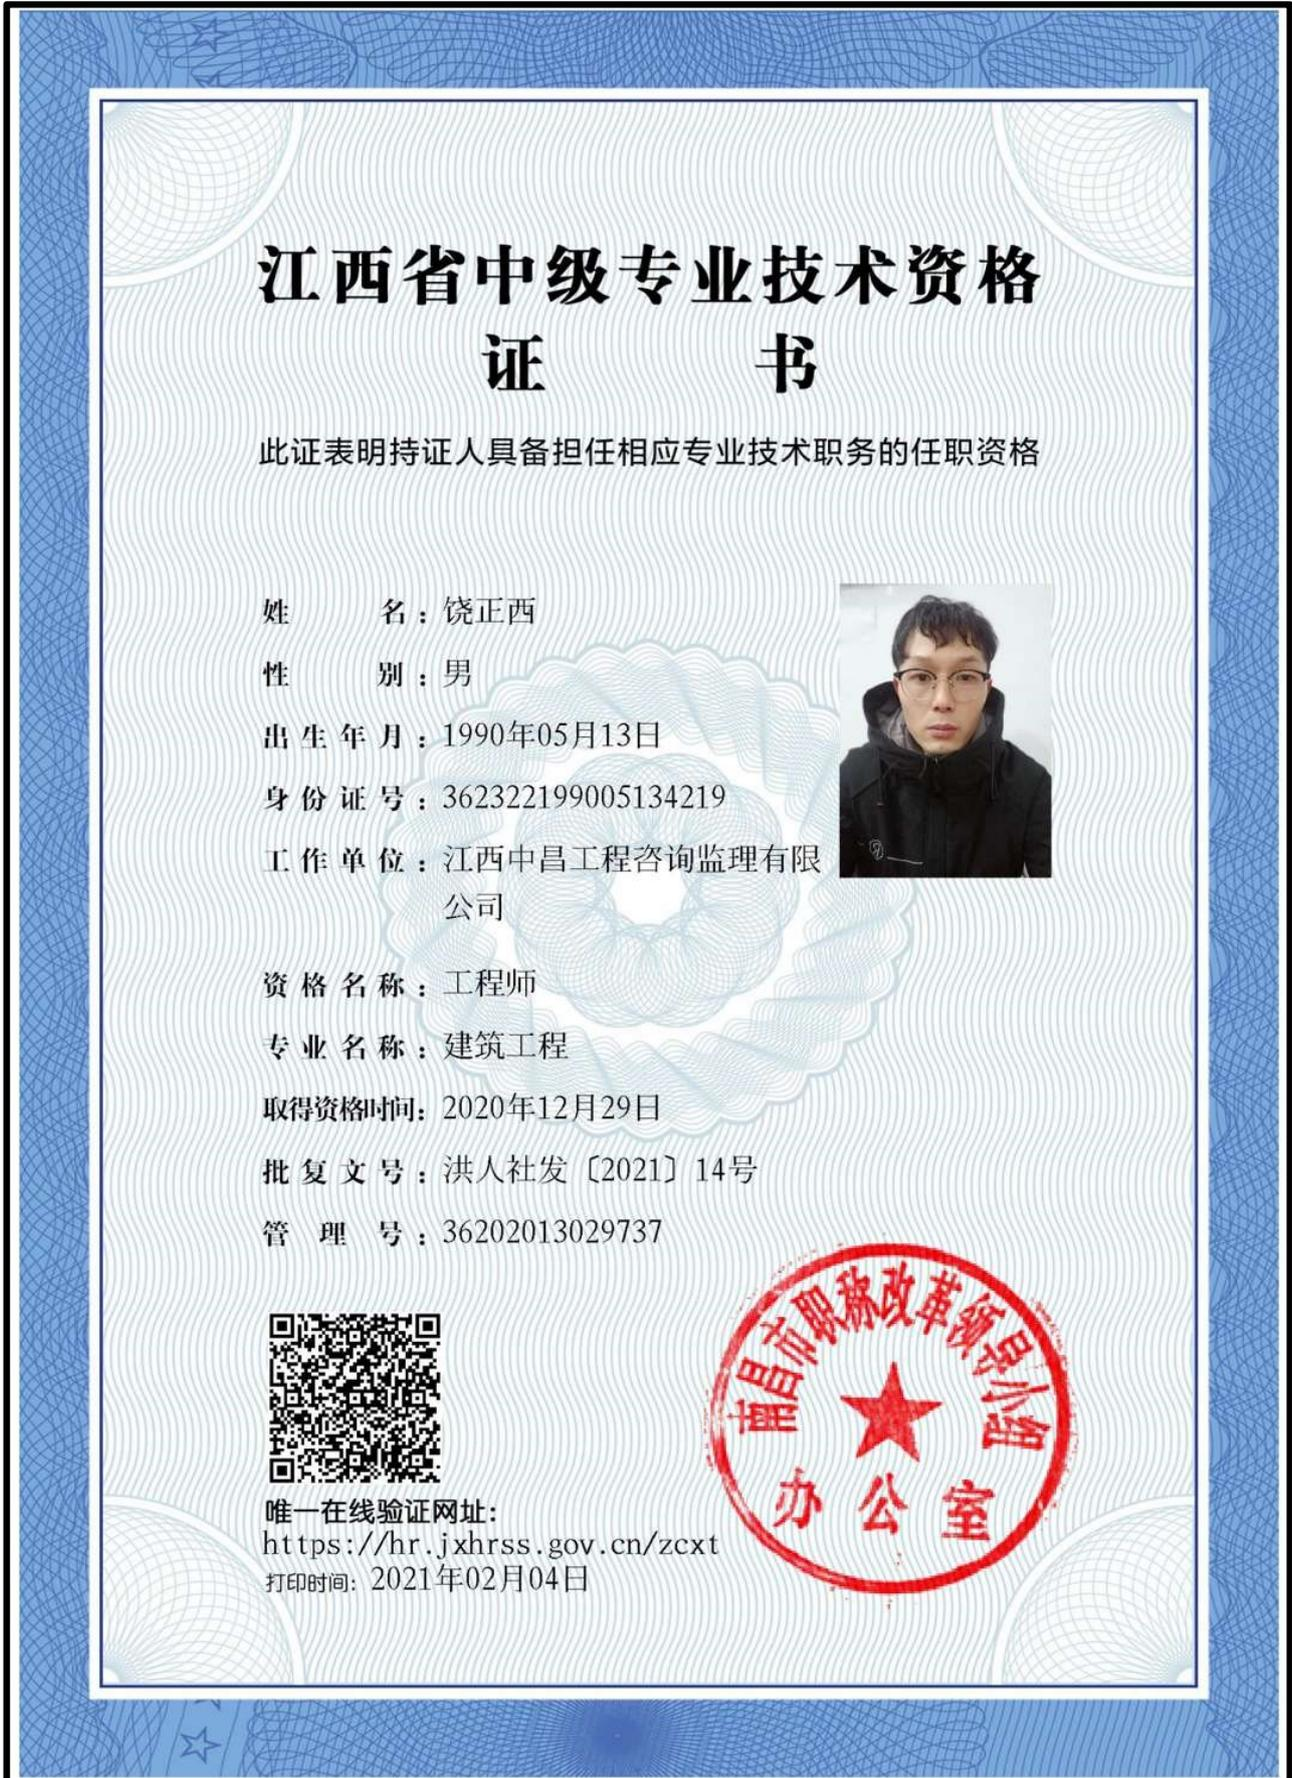 江西省中级专业技术资格
证 书
此证表明持证人具备担任相应专业技术职务的任职资格
姓 名：饶正西
性 别：男
出生年月：1990年05月13日
身份证号：362322199005134219
工作单位：江西中昌工程咨询监理有限
公司
资格名称：工程师
专业名称：建筑工程
取得资格时间：2020年12月29日
批复文号：洪人社发〔2021〕14号
管理号：36202013029737
南昌市职称改革领导小组
办公室
唯一在线验证网址：
https://hr.jxhrss.gov.cn/zcxt
打印时间：2021年02月04日